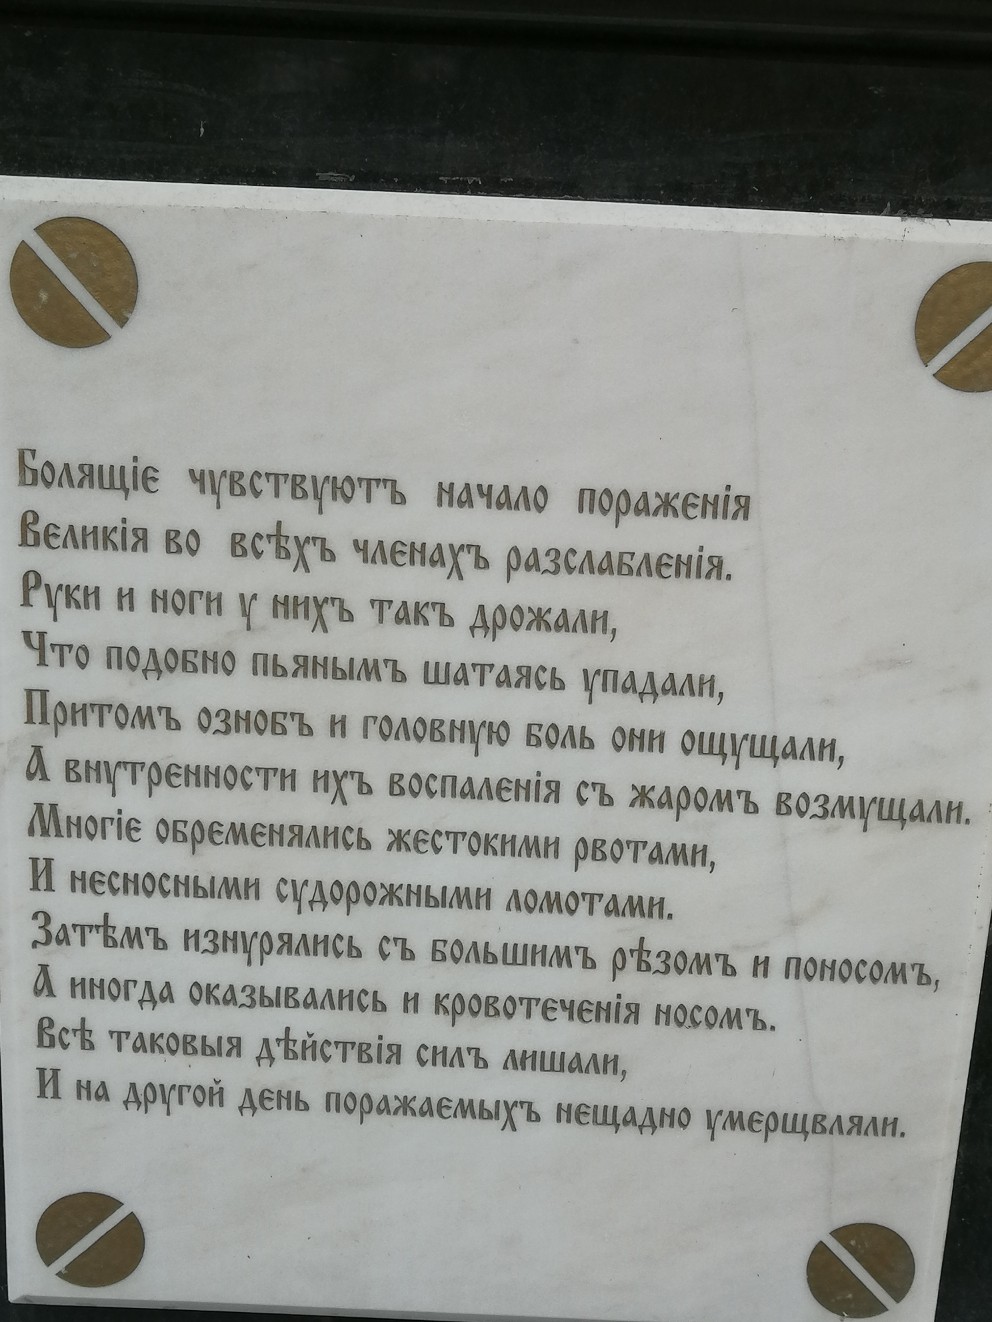 Болящіе чувствуютъ начало пораженія
Великія во всѣхъ членахъ разслабленія.
Руки и ноги у нихъ такъ дрожали,
Что подобно пьянымъ шатаясь упадали,
Притомъ ознобъ и головную боль они ощущали,
А внутренности ихъ воспаленія съ жаромъ возмущали.
Многіе обременялись жестокими рвотами,
И несносными судорожными ломотами.
Затѣмъ изнурялись съ большимъ рѣзомъ и поносомъ,
А иногда оказывались и кровотеченія носомъ.
Всѣ таковыя дѣйствія силъ лишали,
И на другой день поражаемыхъ нещадно умерщвляли.